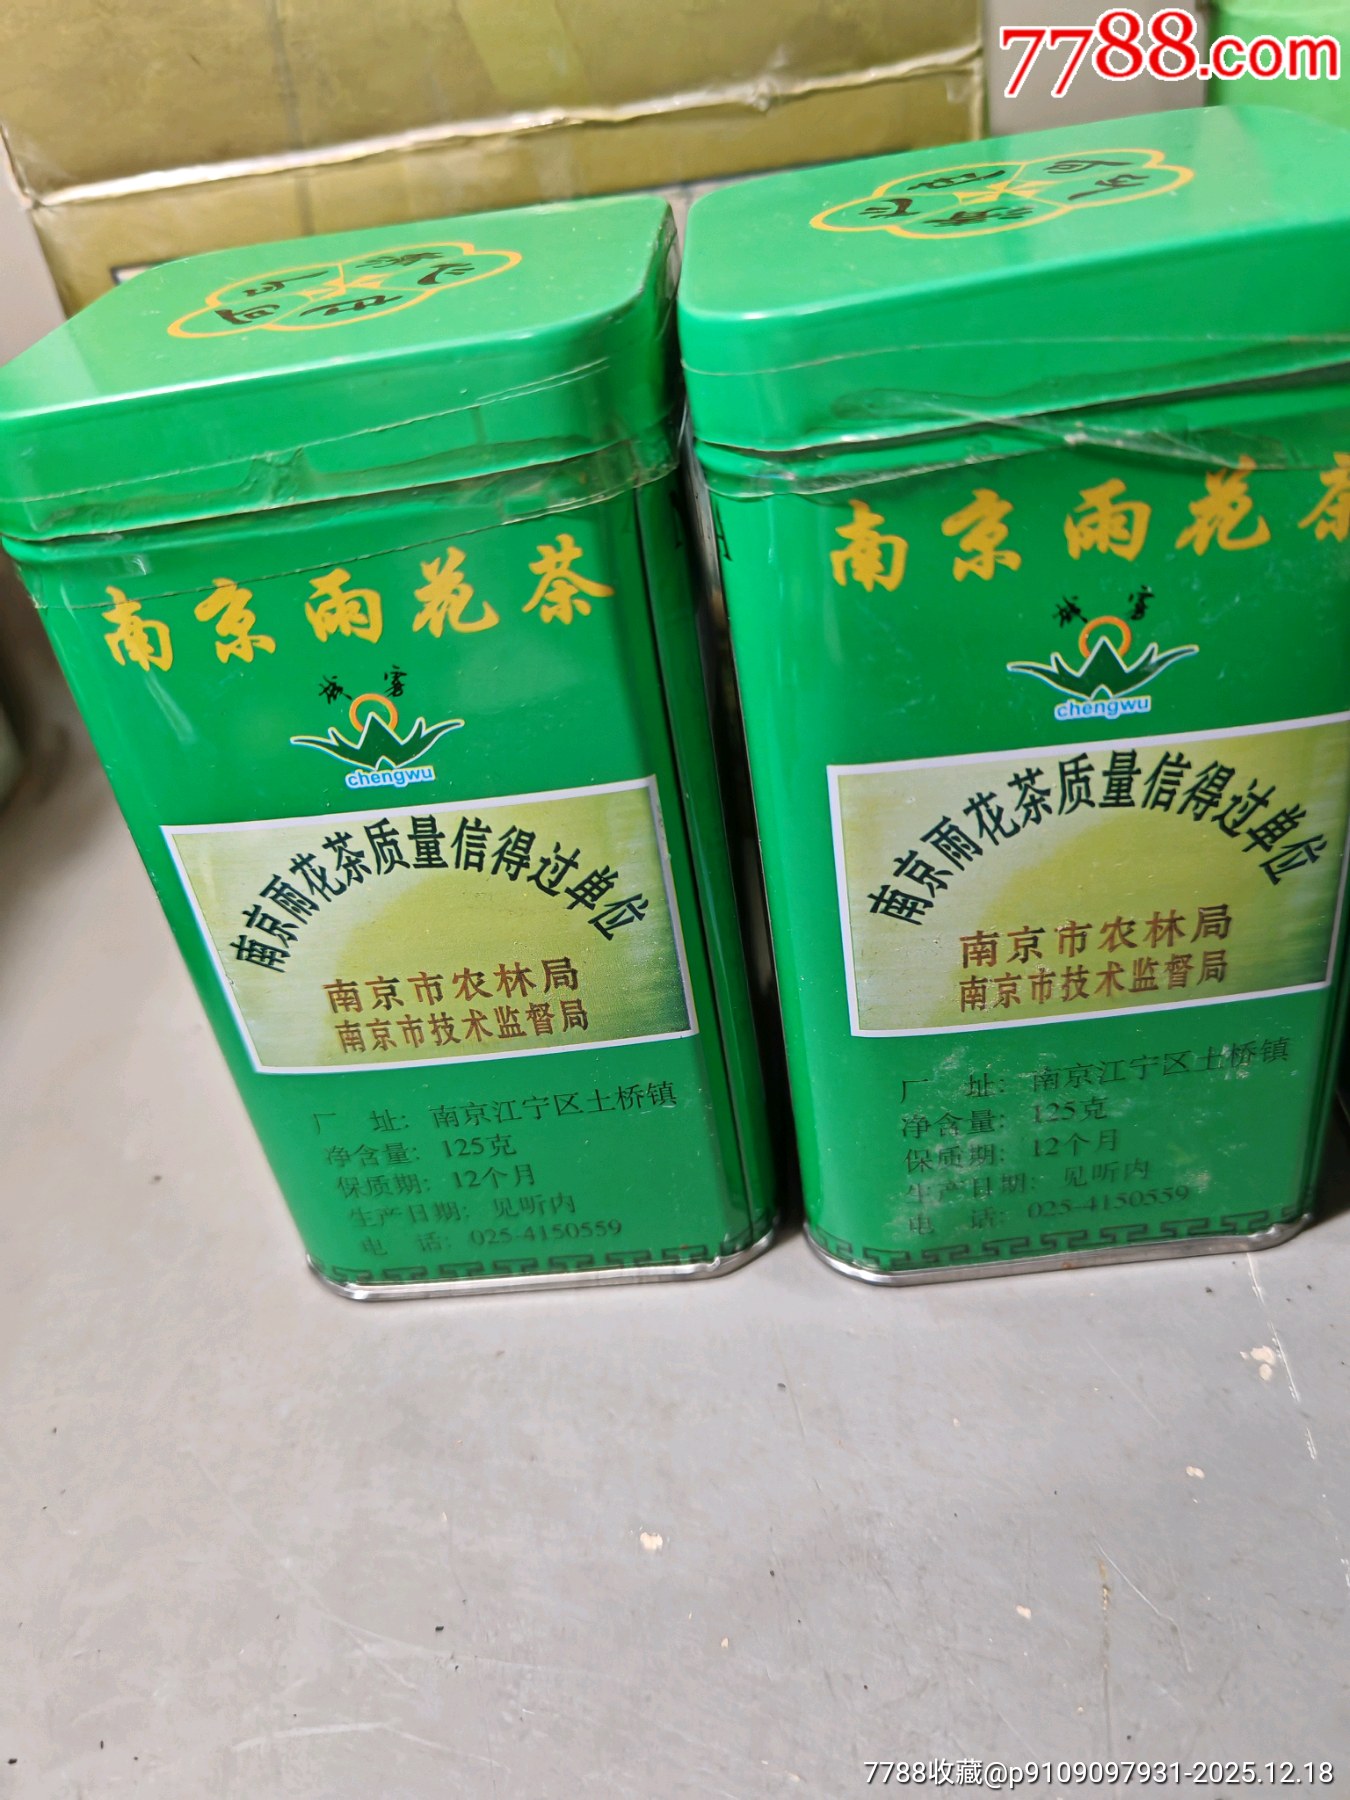 7788.com
南京雨花茶
城雾
chengwu
南京雨花茶质量信得过单位
南京市农林局
南京市技术监督局
厂 址: 南京江宁区土桥镇
净含量: 125克
保质期: 12个月
生产日期: 见听内
电 话: 025-4150559
南京雨花茶
城雾
chengwu
南京雨花茶质量信得过单位
南京市农林局
南京市技术监督局
厂 址: 南京江宁区土桥镇
净含量: 125克
保质期: 12个月
生产日期: 见听内
电 话: 025-4150559
7788收藏@p9109097931-2025.12.18